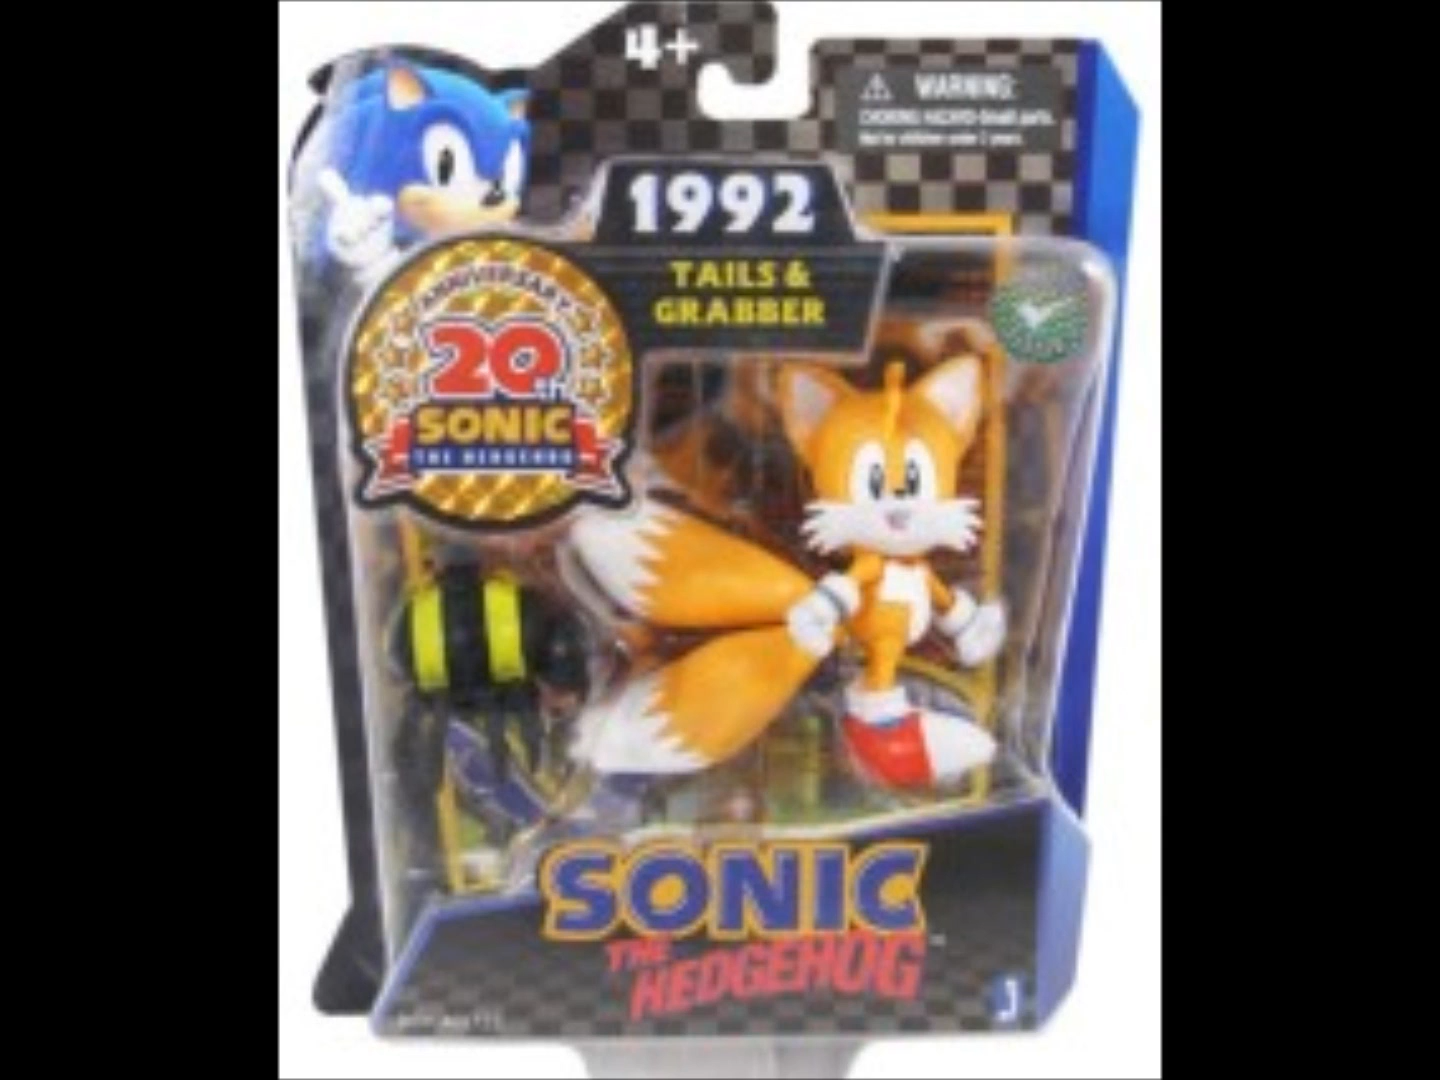 4+
WARNING:
CHOKING HAZARD-Small parts.
Not for children under 3 years.
1992
TAILS &
GRABBER
ANNIVERSARY
20th
SONIC
THE HEDGEHOG
SONIC
THE
HEDGEHOG™